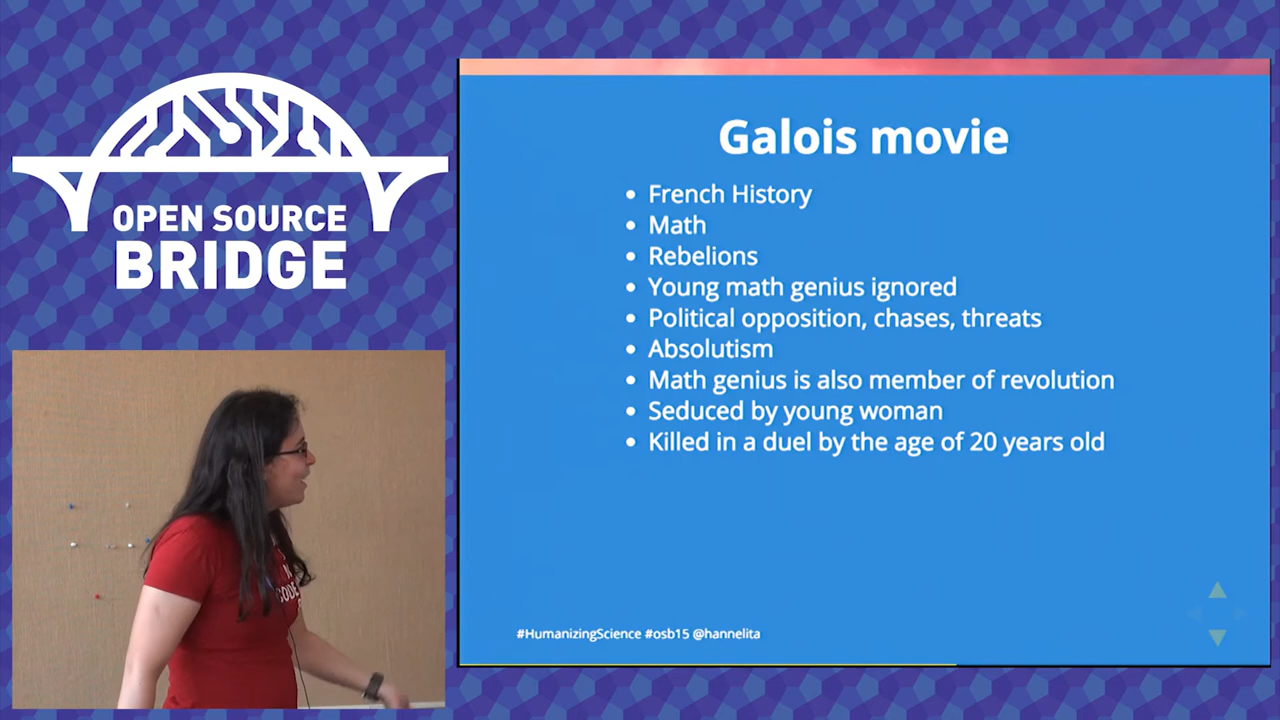 OPEN SOURCE
BRIDGE
Galois movie
French History
Math
Rebelions
Young math genius ignored
Political opposition, chases, threats
Absolutism
Math genius is also member of revolution
Seduced by young woman
Killed in a duel by the age of 20 years old
#HumanizingScience #osb15 @hannelita
CODE